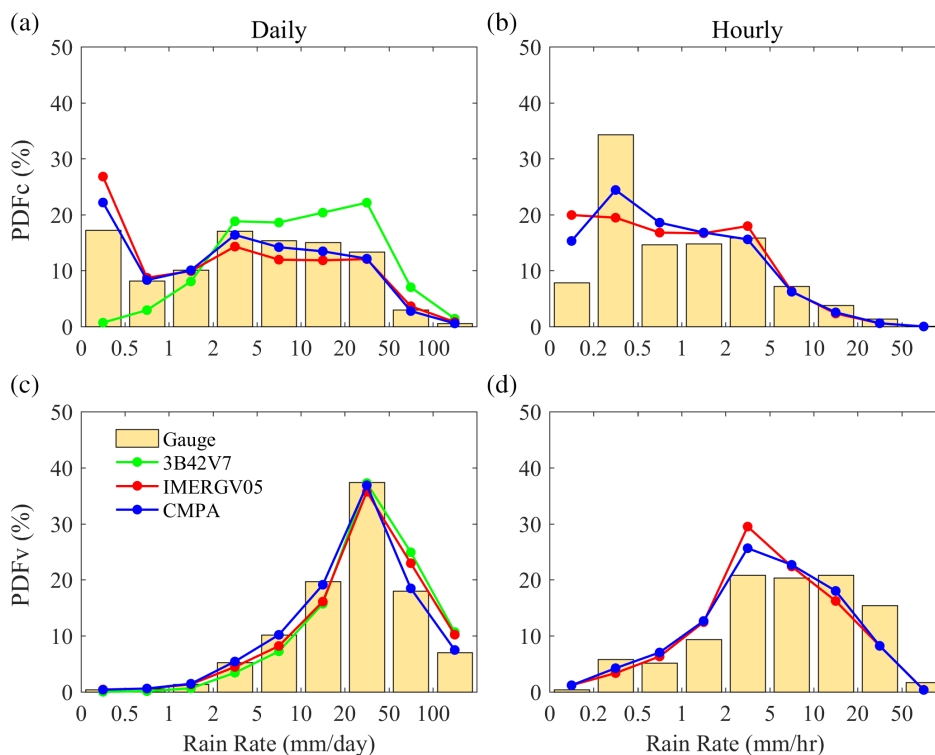 (a) Daily (b) Hourly
PDFc (%)
50
40
30
20
10
0
0 0.5 1 2 5 10 20 50 100
50
40
30
20
10
0
0 0.2 0.5 1 2 5 10 20 50
(c) (d)
PDFv (%)
50
40
30
20
10
0
Gauge
3B42V7
IMERGV05
CMPA
0 0.5 1 2 5 10 20 50 100
Rain Rate (mm/day)
50
40
30
20
10
0
0 0.2 0.5 1 2 5 10 20 50
Rain Rate (mm/hr)